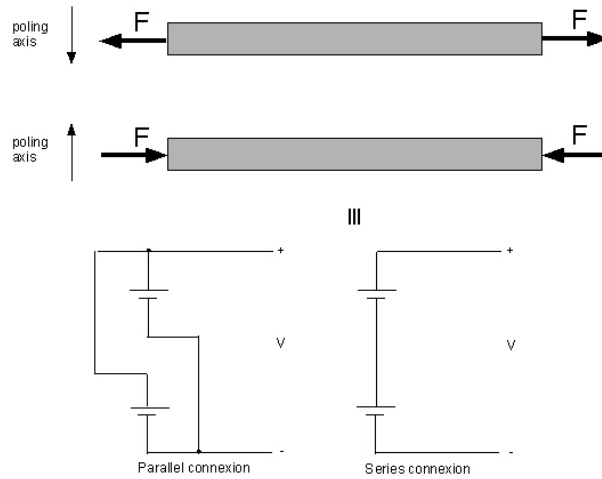 poling
axis
F
F
poling
axis
F
F
III
+
+
V
V
-
-
Parallel connexion
Series connexion